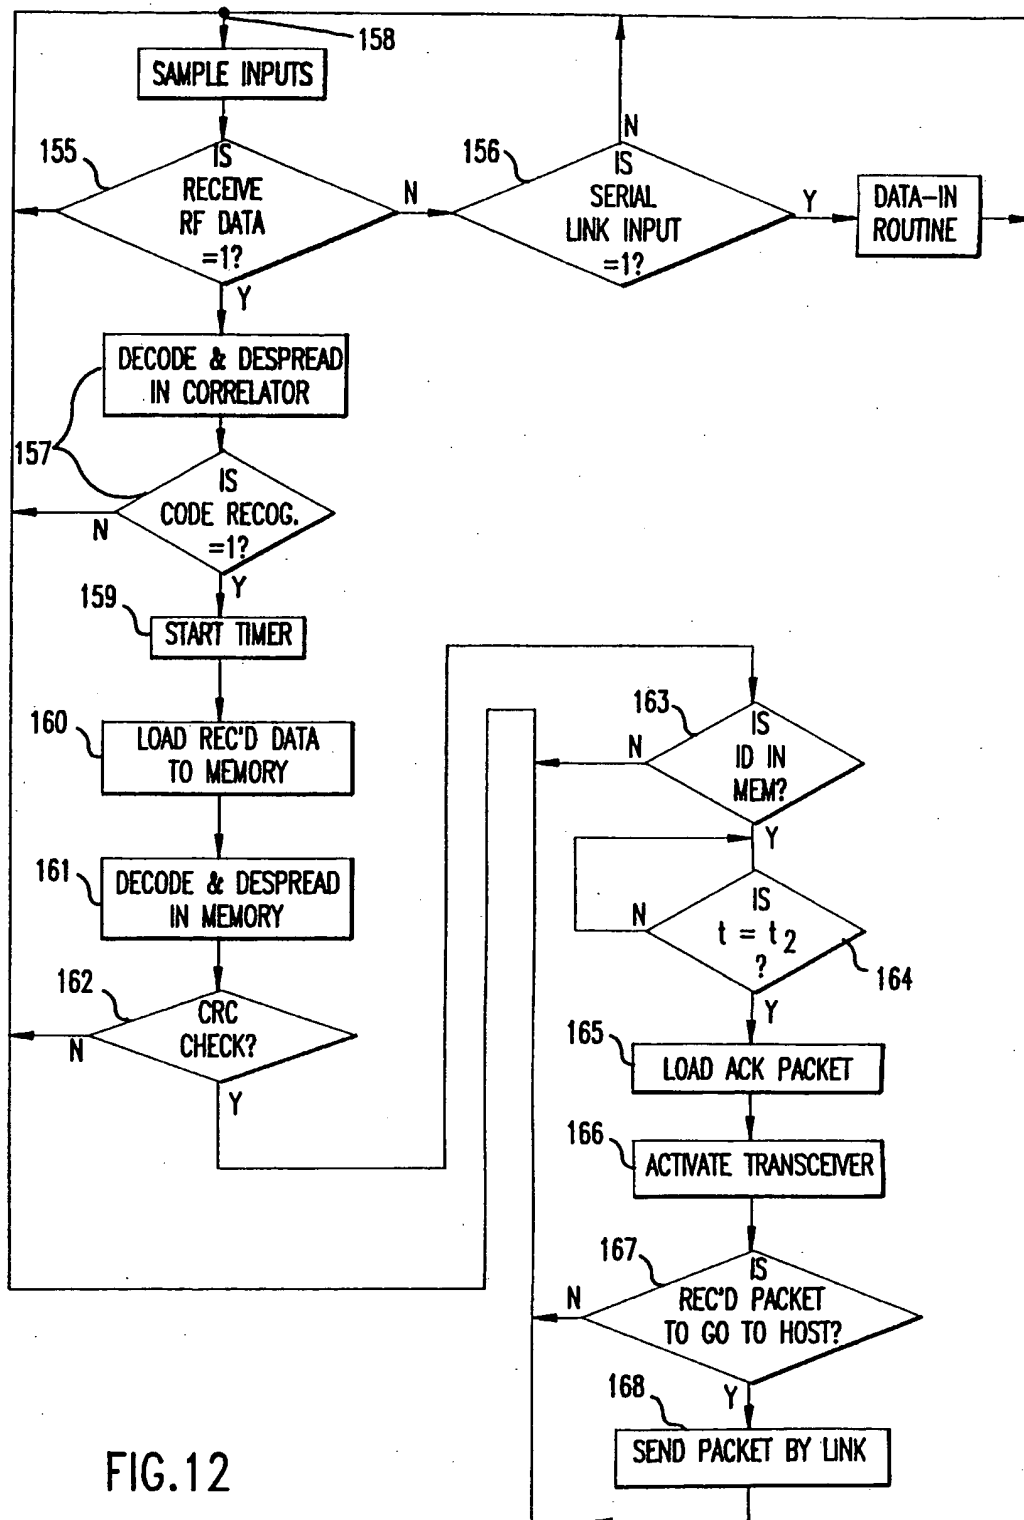 158
SAMPLE INPUTS
155
IS
RECEIVE
RF DATA
=1?
N
Y
156
N
IS
SERIAL
LINK INPUT
=1?
Y
DATA-IN
ROUTINE
DECODE & DESPREAD
IN CORRELATOR
157
IS
CODE RECOG.
=1?
N
Y
159
START TIMER
160
LOAD REC'D DATA
TO MEMORY
161
DECODE & DESPREAD
IN MEMORY
162
CRC
CHECK?
N
Y
163
IS
ID IN
MEM?
N
Y
IS
t = t2
?
N
164
Y
165
LOAD ACK PACKET
166
ACTIVATE TRANSCEIVER
167
IS
REC'D PACKET
TO GO TO HOST?
N
Y
168
SEND PACKET BY LINK
FIG.12